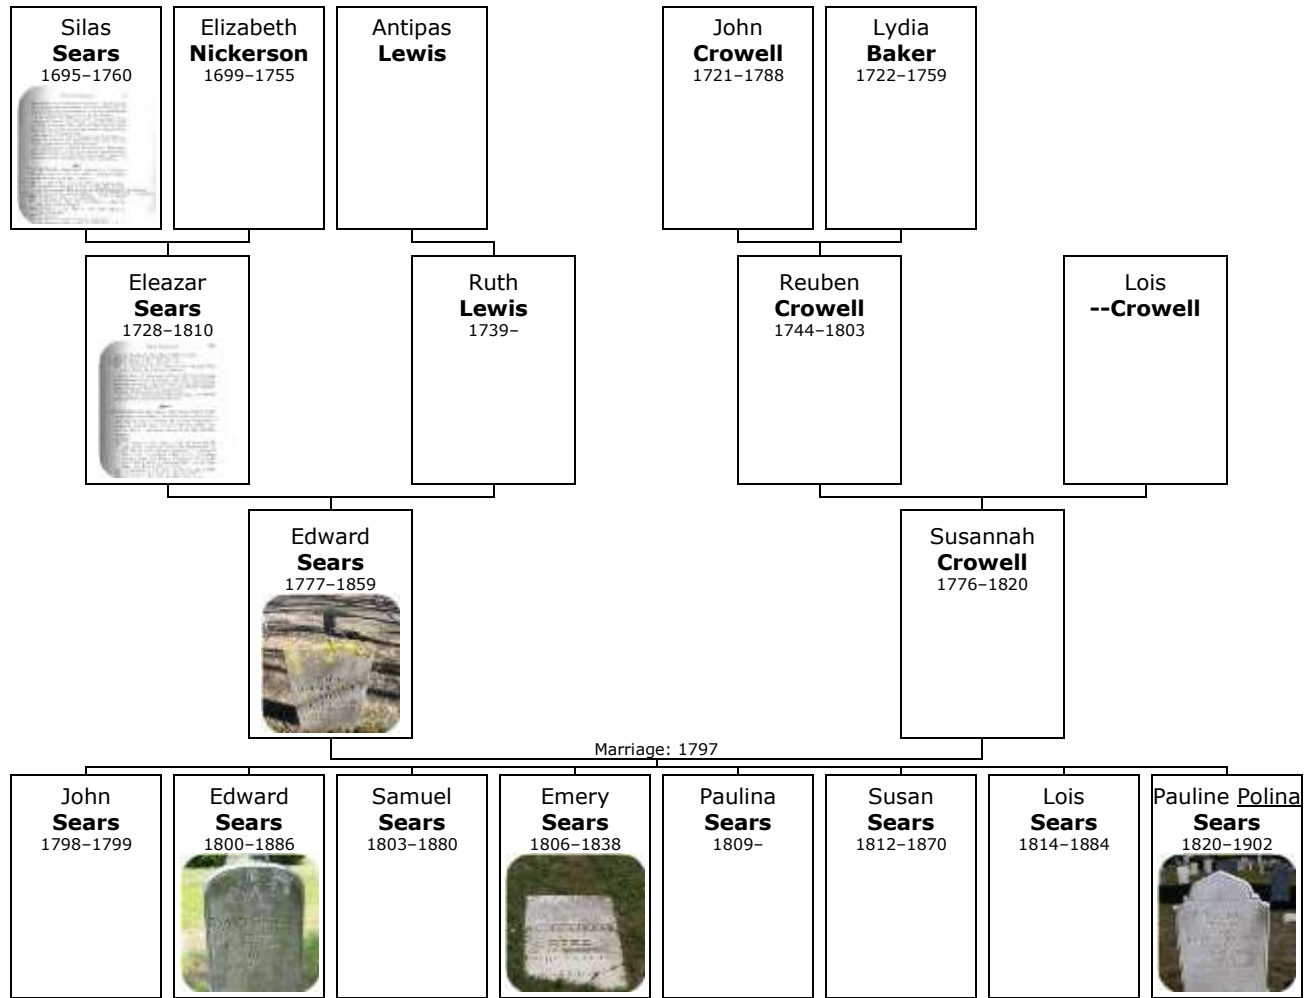 Silas
Sears
1695–1760
Elizabeth
Nickerson
1699–1755
Antipas
Lewis
John
Crowell
1721–1788
Lydia
Baker
1722–1759
Eleazar
Sears
1728–1810
Ruth
Lewis
1739–
Reuben
Crowell
1744–1803
Lois
--Crowell
Edward
Sears
1777–1859
Susannah
Crowell
1776–1820
Marriage: 1797
John
Sears
1798–1799
Edward
Sears
1800–1886
Samuel
Sears
1803–1880
Emery
Sears
1806–1838
Paulina
Sears
1809–
Susan
Sears
1812–1870
Lois
Sears
1814–1884
Pauline Polina
Sears
1820–1902